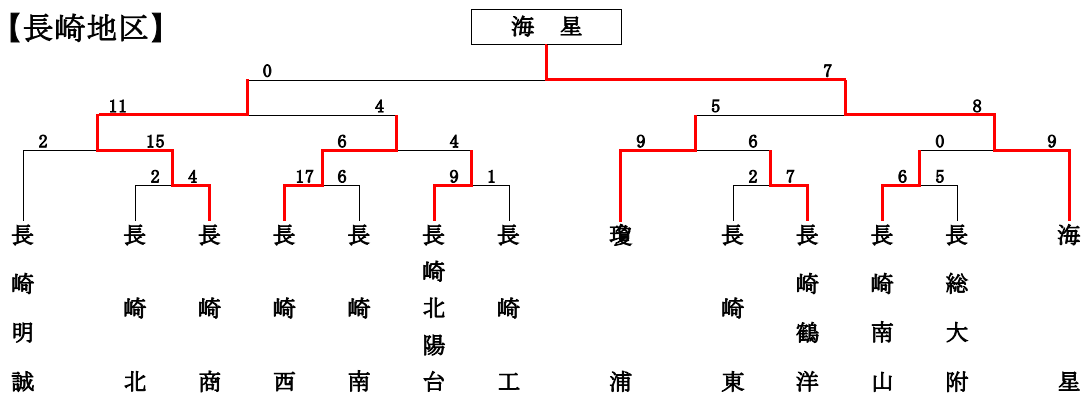 【長崎地区】
海 星
0 7
11 4 5 8
2 15 6 4 9 6 0 9
2 4 17 6 9 1 2 7 6 5
長崎明誠
長崎北
長崎商
長崎西
長崎南
長崎北陽台
長崎工
瓊浦
長崎東
長崎鶴洋
長崎南山
長総大附
海星